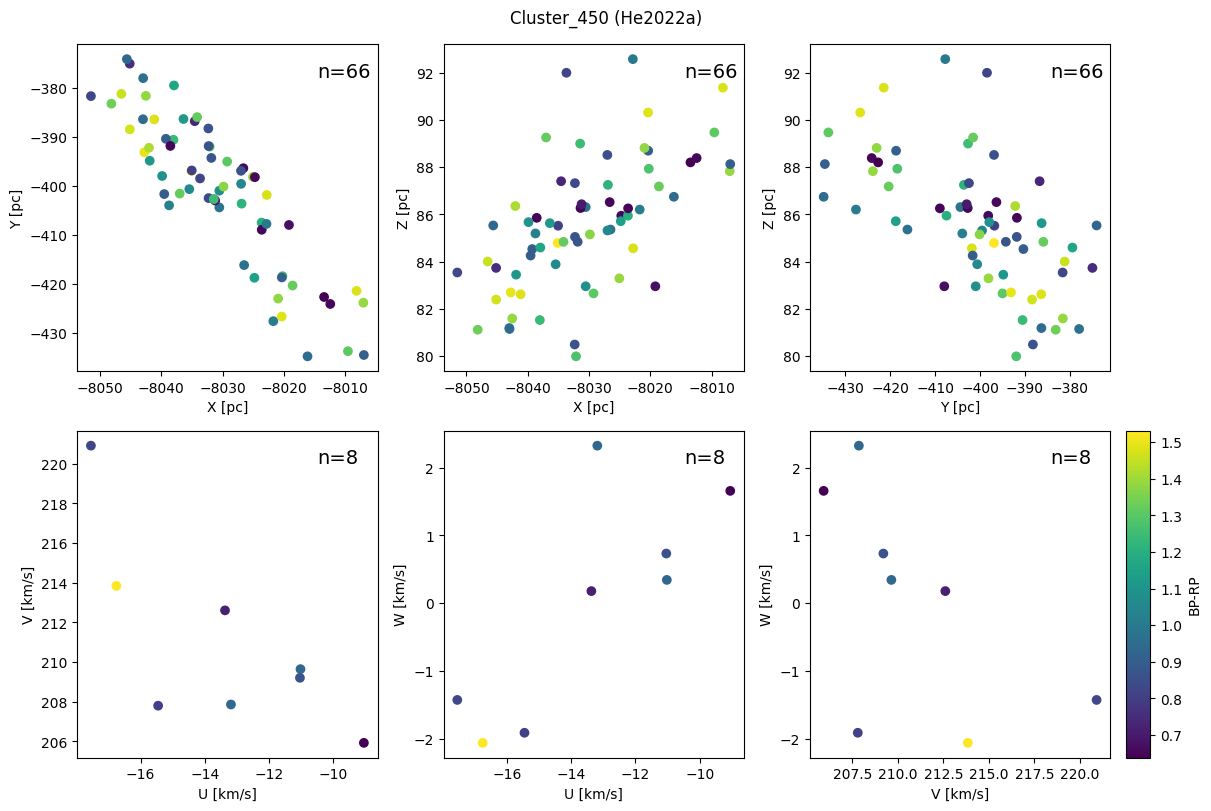 Cluster_450 (He2022a)
n=66
n=66
n=66
−380
−390
−400
−410
−420
−430
Y [pc]
−8050 −8040 −8030 −8020 −8010
X [pc]
92
90
88
86
84
82
80
Z [pc]
−8050 −8040 −8030 −8020 −8010
X [pc]
92
90
88
86
84
82
80
Z [pc]
−430 −420 −410 −400 −390 −380
Y [pc]
n=8
n=8
n=8
220
218
216
214
212
210
208
206
V [km/s]
−16 −14 −12 −10
U [km/s]
2
1
0
−1
−2
W [km/s]
−16 −14 −12 −10
U [km/s]
2
1
0
−1
−2
W [km/s]
207.5 210.0 212.5 215.0 217.5 220.0
V [km/s]
1.5
1.4
1.3
1.2
1.1
1.0
0.9
0.8
0.7
BP-RP